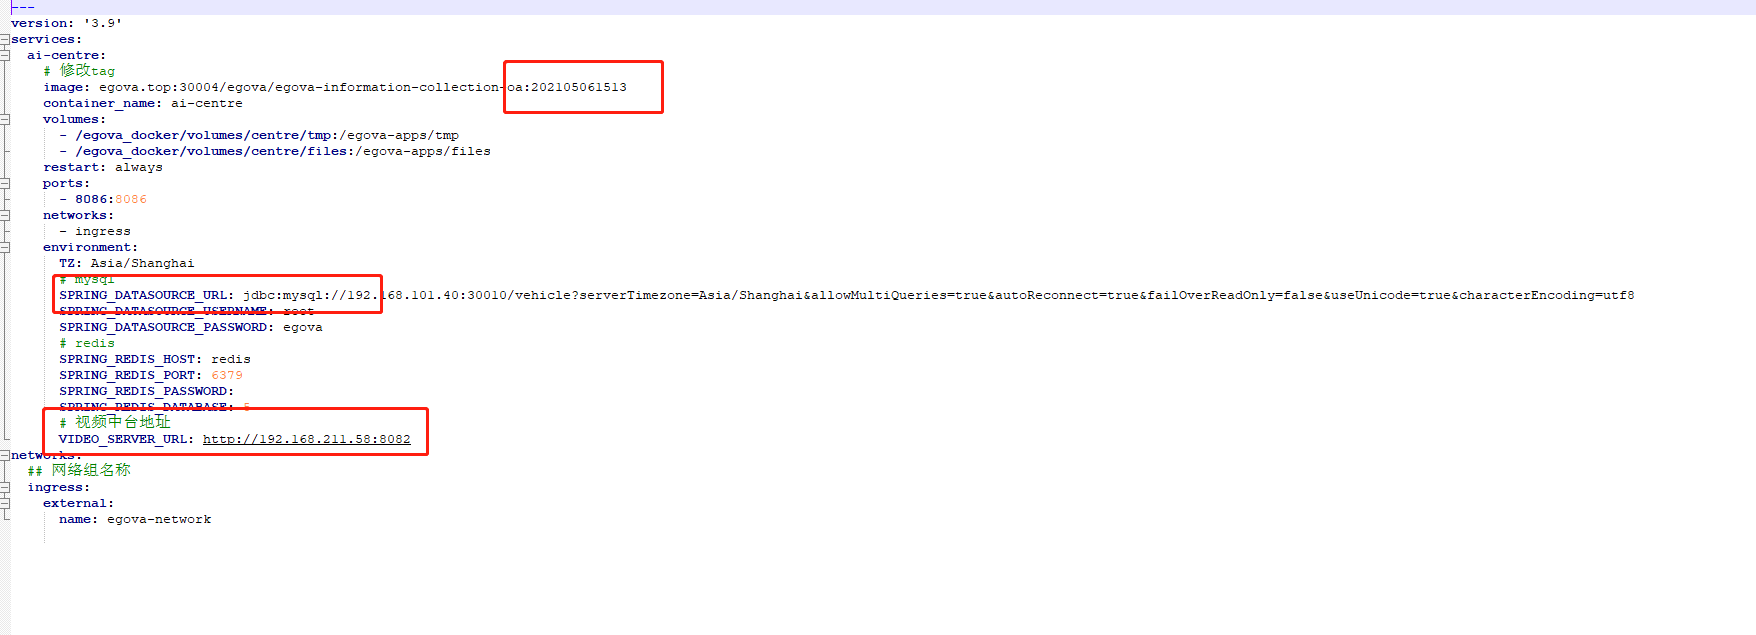 ---
version: '3.9'
services:
  ai-centre:
    # 修改tag
    image: egova.top:30004/egova/egova-information-collection-oa:202105061513
    container_name: ai-centre
    volumes:
      - /egova_docker/volumes/centre/tmp:/egova-apps/tmp
      - /egova_docker/volumes/centre/files:/egova-apps/files
    restart: always
    ports:
      - 8086:8086
    networks:
      - ingress
    environment:
      TZ: Asia/Shanghai
      # mysql
      SPRING_DATASOURCE_URL: jdbc:mysql://192.168.101.40:30010/vehicle?serverTimezone=Asia/Shanghai&allowMultiQueries=true&autoReconnect=true&failOverReadOnly=false&useUnicode=true&characterEncoding=utf8
      SPRING_DATASOURCE_USERNAME: root
      SPRING_DATASOURCE_PASSWORD: egova
      # redis
      SPRING_REDIS_HOST: redis
      SPRING_REDIS_PORT: 6379
      SPRING_REDIS_PASSWORD:
      SPRING_REDIS_DATABASE: 5
      # 视频中台地址
      VIDEO_SERVER_URL: http://192.168.211.58:8082
networks:
  ## 网络组名称
  ingress:
    external:
      name: egova-network